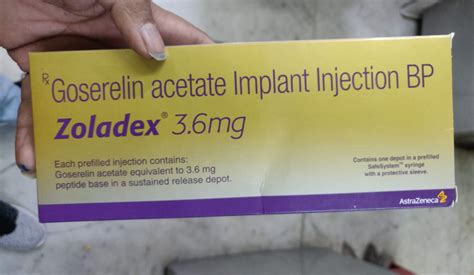 Rx
Goserelin acetate Implant Injection BP
Zoladex® 3.6mg
Each prefilled injection contains:
Goserelin acetate equivalent to 3.6 mg
peptide base in a sustained release depot.
Contains one depot in a prefilled
SafeSystem™ syringe
with a protective sleeve.
AstraZeneca